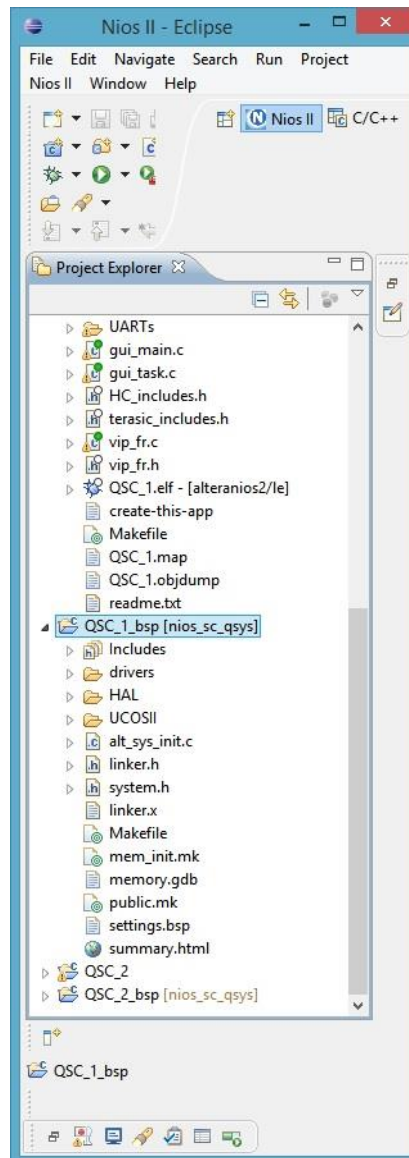 Nios II - Eclipse
File Edit Navigate Search Run Project
Nios II Window Help
Nios II C/C++
Project Explorer
UARTs
gui_main.c
gui_task.c
HC_includes.h
terasic_includes.h
vip_fr.c
vip_fr.h
QSC_1.elf - [alteranios2/le]
create-this-app
Makefile
QSC_1.map
QSC_1.objdump
readme.txt
QSC_1_bsp [nios_sc_qsys]
Includes
drivers
HAL
UCOSII
alt_sys_init.c
linker.h
system.h
linker.x
Makefile
mem_init.mk
memory.gdb
public.mk
settings.bsp
summary.html
QSC_2
QSC_2_bsp [nios_sc_qsys]
QSC_1_bsp